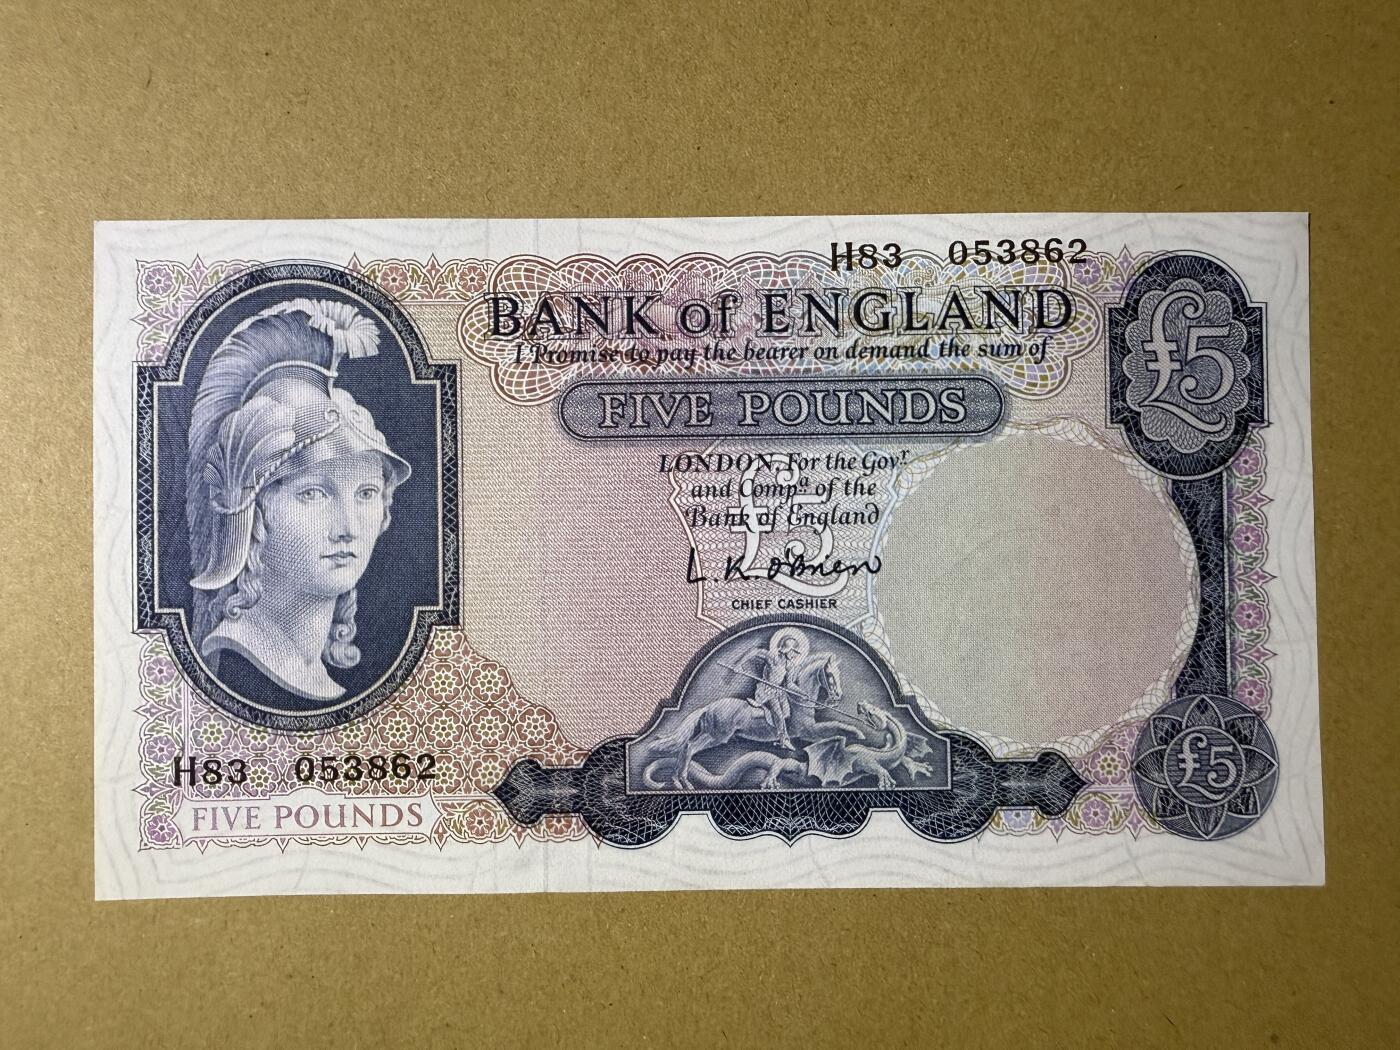 H83 053862
BANK of ENGLAND
I Promise to pay the bearer on demand the sum of
£5
FIVE POUNDS
LONDON, For the Govr
and Compa of the
Bank of England
£5
L.K. O'Brien
CHIEF CASHIER
H83 053862
FIVE POUNDS
£5